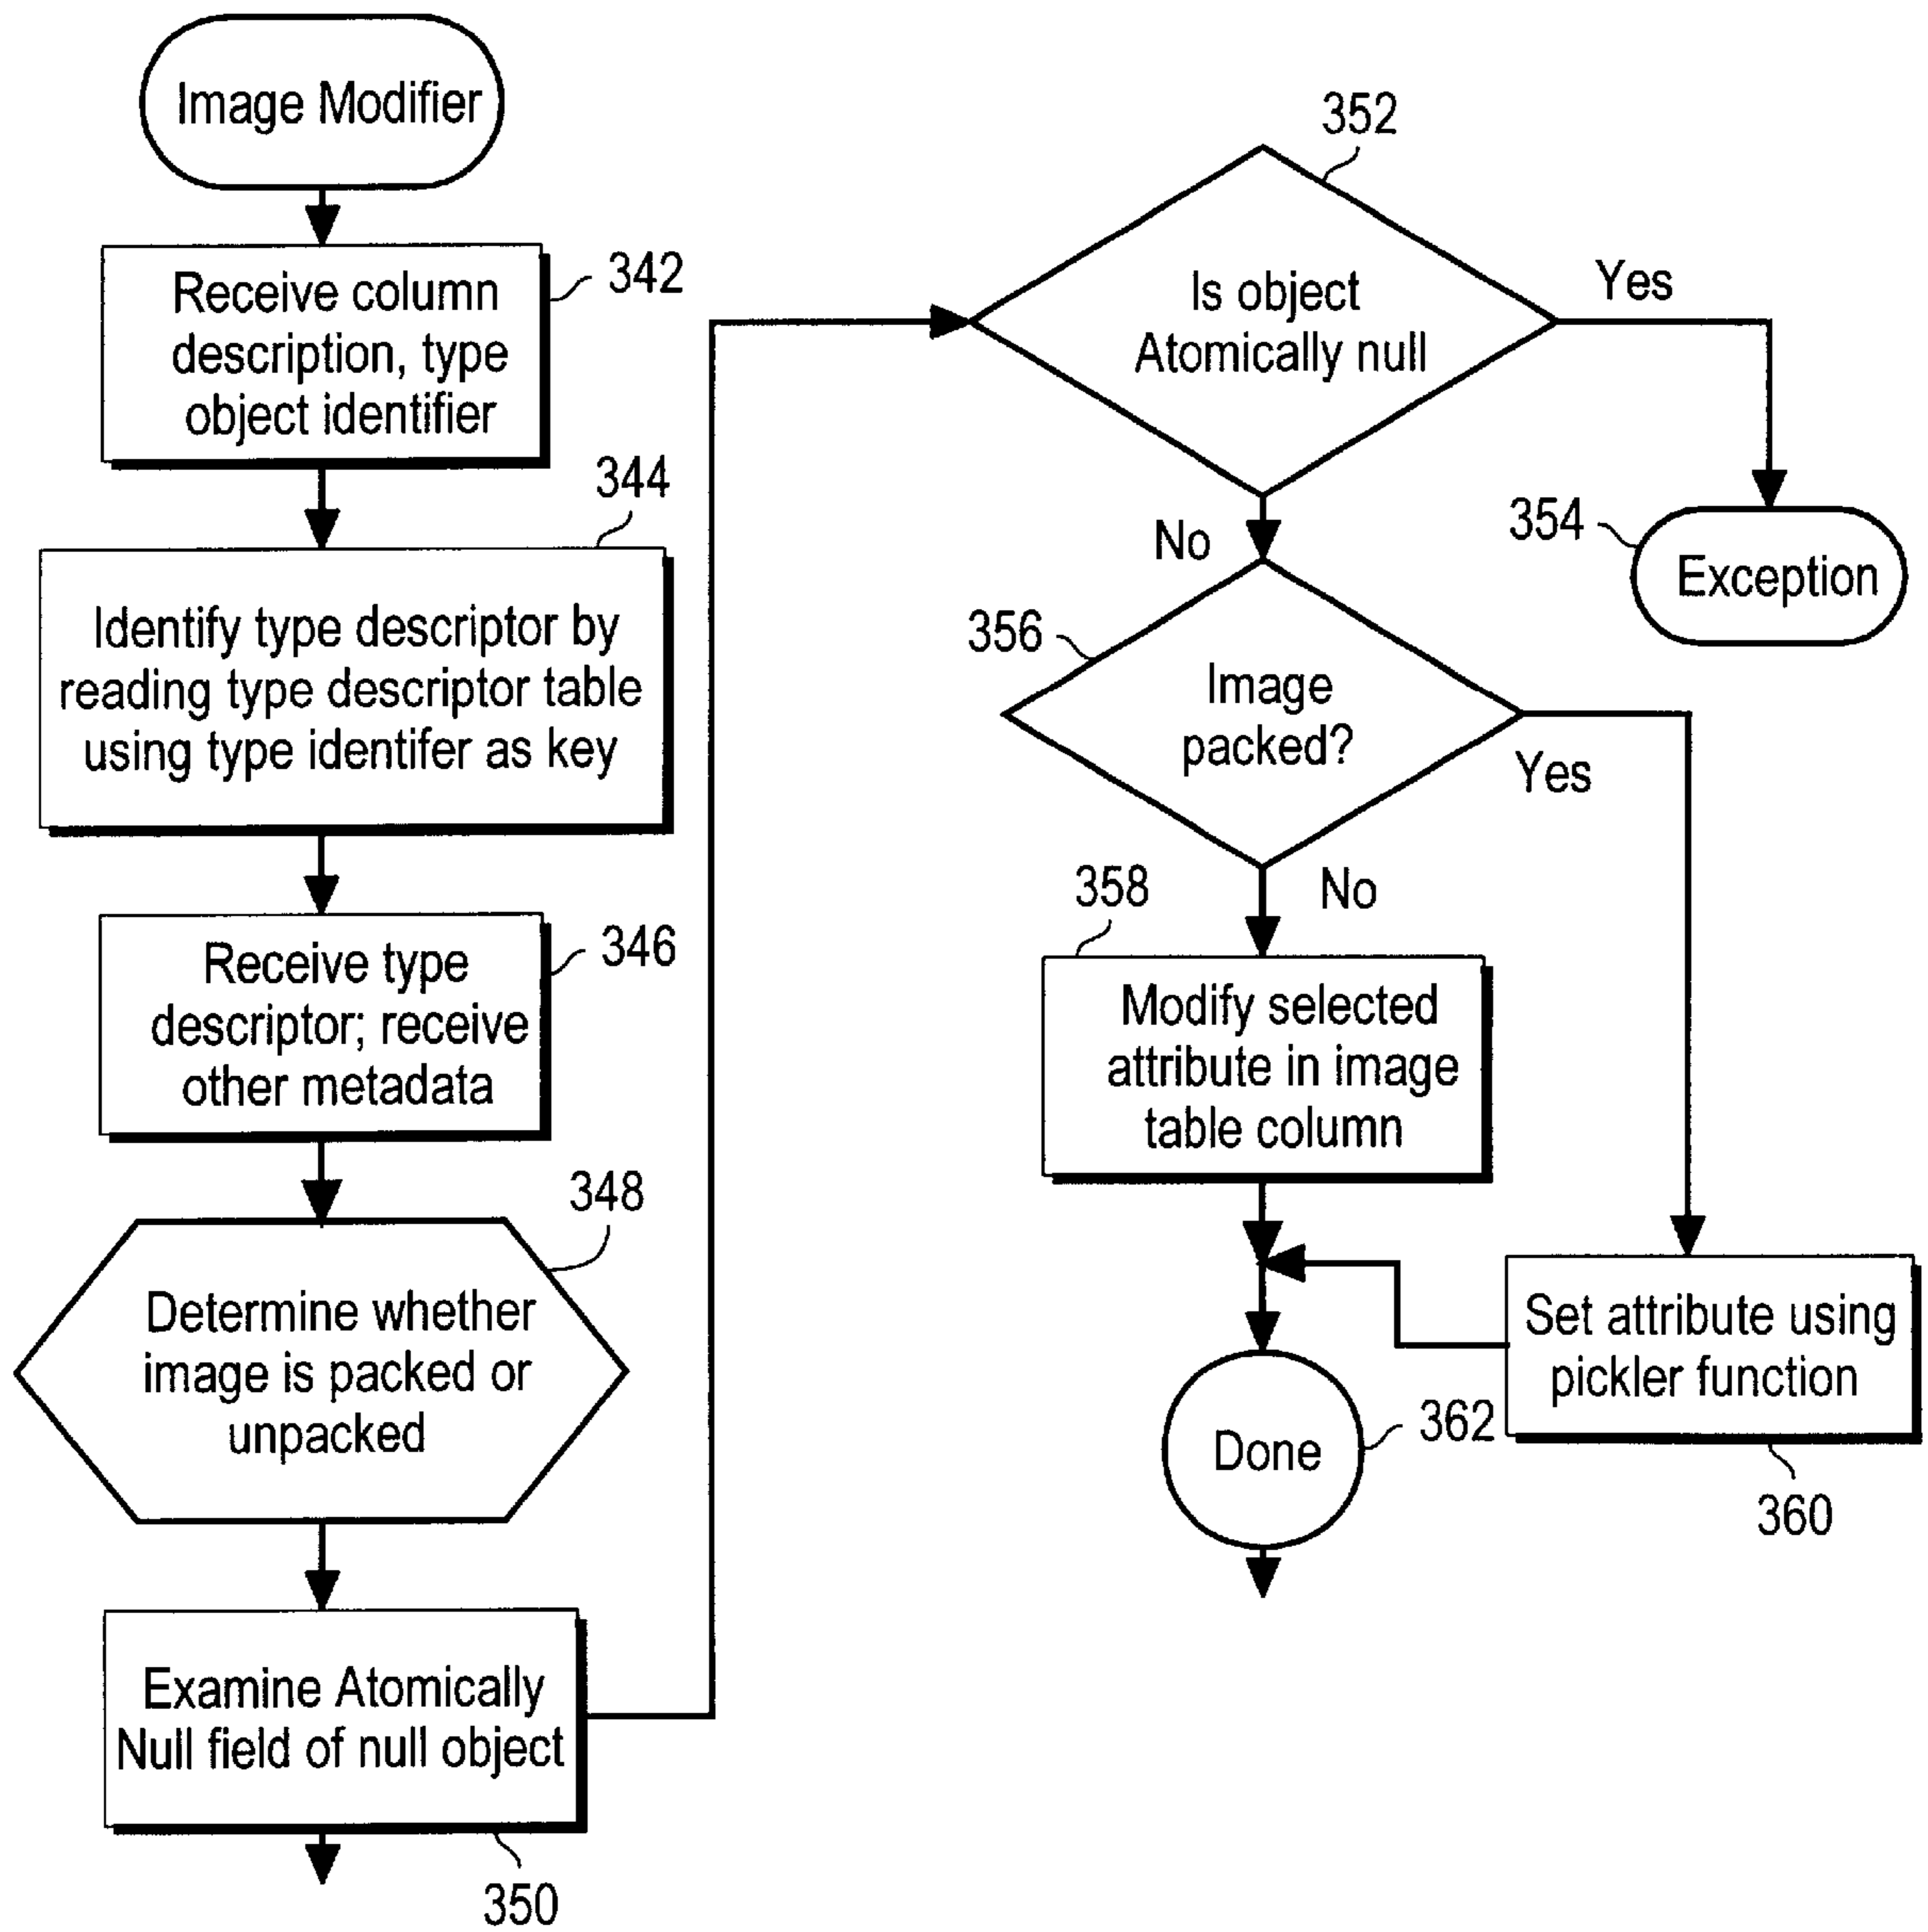 Image Modifier
342
Receive column
description, type
object identifier
344
Identify type descriptor by
reading type descriptor table
using type identifer as key
346
Receive type
descriptor; receive
other metadata
348
Determine whether
image is packed or
unpacked
Examine Atomically
Null field of null object
350
352
Is object
Atomically null
Yes
354
Exception
No
356
Image
packed?
Yes
No
358
Modify selected
attribute in image
table column
Set attribute using
pickler function
360
Done
362